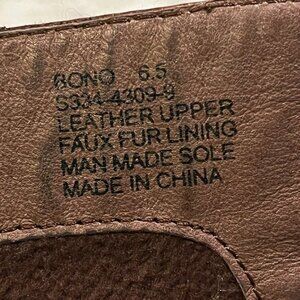 BONO 6.5
S334-4309-9
LEATHER UPPER
FAUX FUR LINING
MAN MADE SOLE
MADE IN CHINA